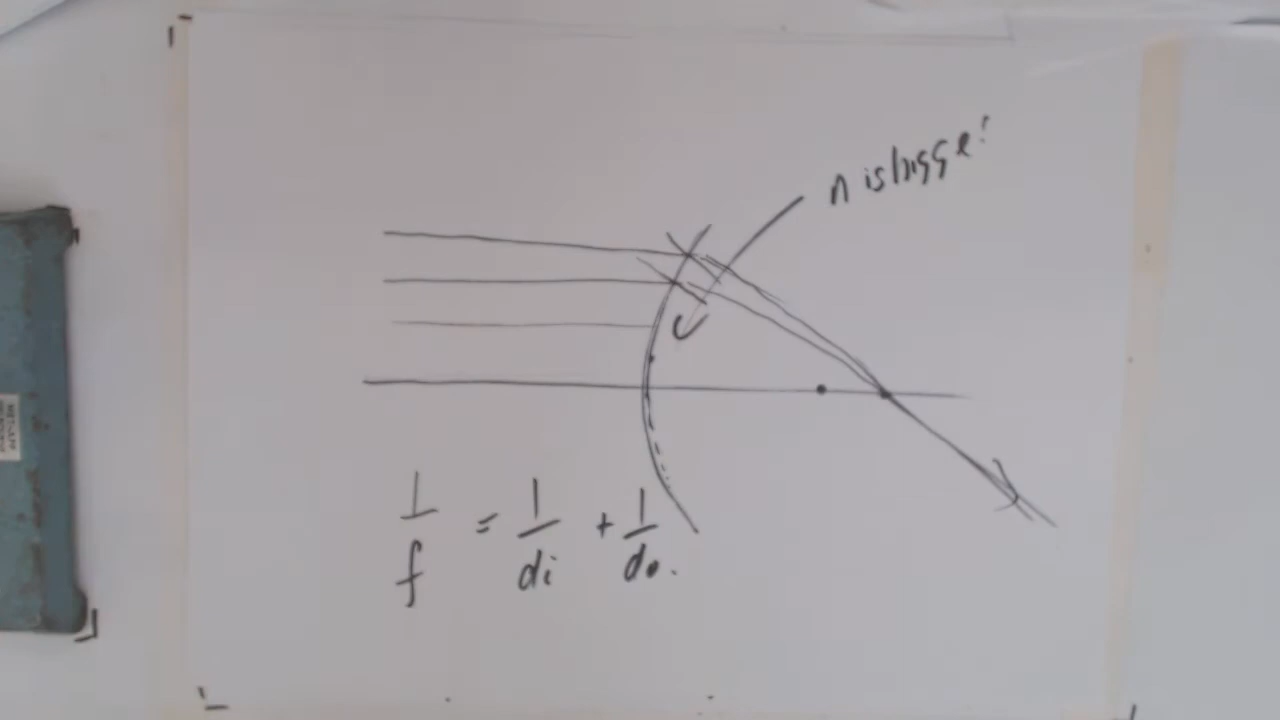 n is bigger
1/f = 1/di + 1/do.